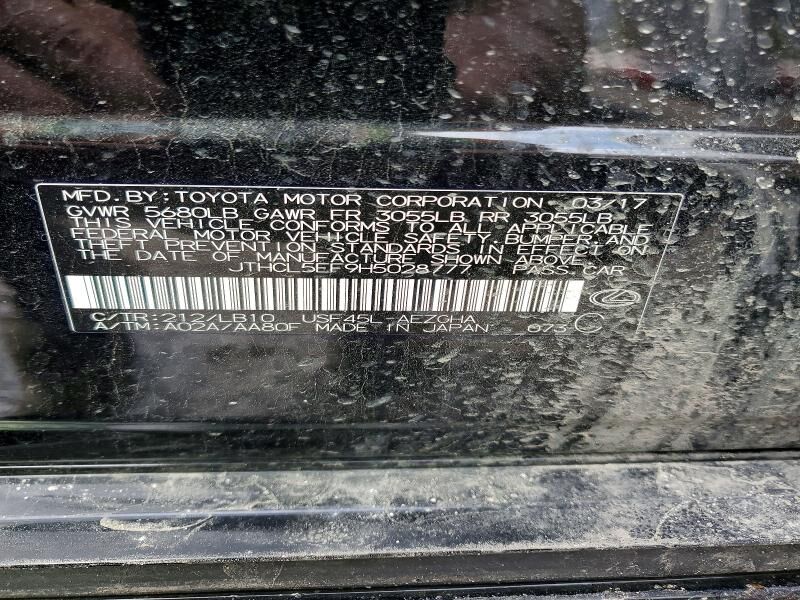 MFD.BY:TOYOTA MOTOR CORPORATION 03/17
GVWR 5680LB GAWR FR 3055LB RR 3055LB
THIS VEHICLE CONFORMS TO ALL APPLICABLE
FEDERAL MOTOR VEHICLE SAFETY, BUMPER, AND
THEFT PREVENTION STANDARDS IN EFFECT ON
THE DATE OF MANUFACTURE SHOWN ABOVE.
JTHCL5EF9H5028777 PASS.CAR
C/TR:212/LB10 USF45L-AEZGHA
A/TM:A02A/AA80F MADE IN JAPAN 073 C